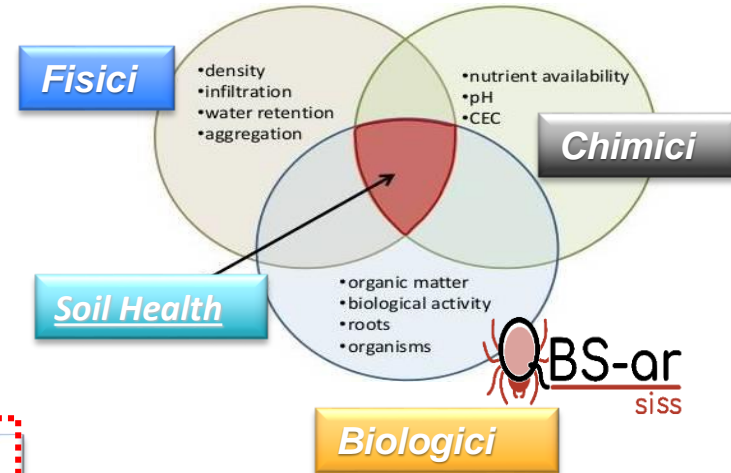 Fisici
•density
•infiltration
•water retention
•aggregation
•nutrient availability
•pH
•CEC
Chimici
Soil Health
•organic matter
•biological activity
•roots
•organisms
QBS-ar
siss
Biologici